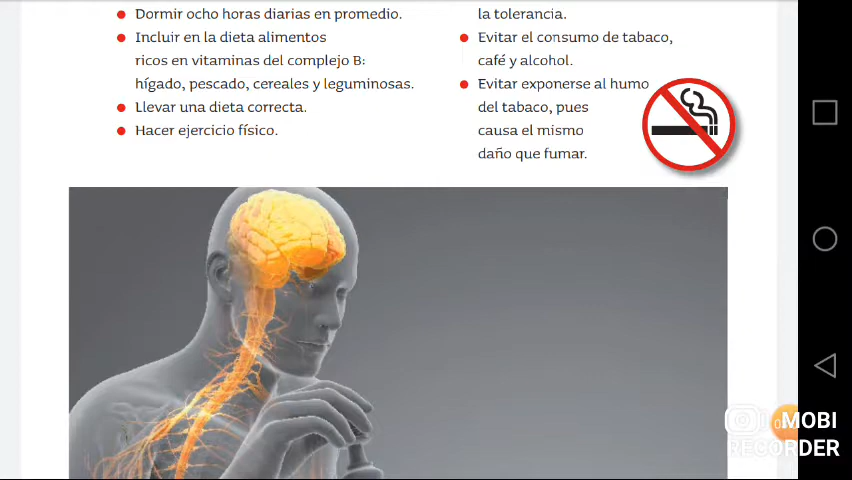 Dormir ocho horas diarias en promedio.
Incluir en la dieta alimentos
ricos en vitaminas del complejo B:
hígado, pescado, cereales y leguminosas.
Llevar una dieta correcta.
Hacer ejercicio físico.
la tolerancia.
Evitar el consumo de tabaco,
café y alcohol.
Evitar exponerse al humo
del tabaco, pues
causa el mismo
daño que fumar.
MOBI
RECORDER